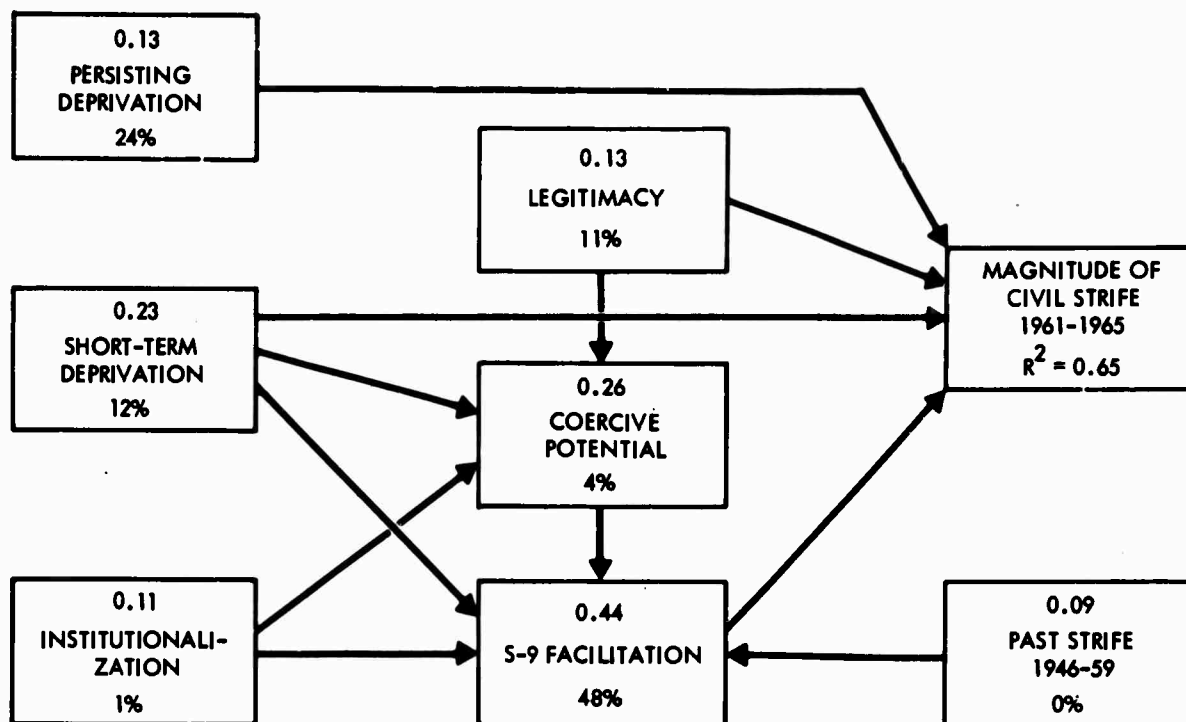 0.13
PERSISTING
DEPRIVATION
24%
0.13
LEGITIMACY
11%
MAGNITUDE OF
CIVIL STRIFE
1961-1965
R² = 0.65
0.23
SHORT-TERM
DEPRIVATION
12%
0.26
COERCIVE
POTENTIAL
4%
0.11
INSTITUTIONALI-
ZATION
1%
0.44
S-9 FACILITATION
48%
0.09
PAST STRIFE
1946-59
0%